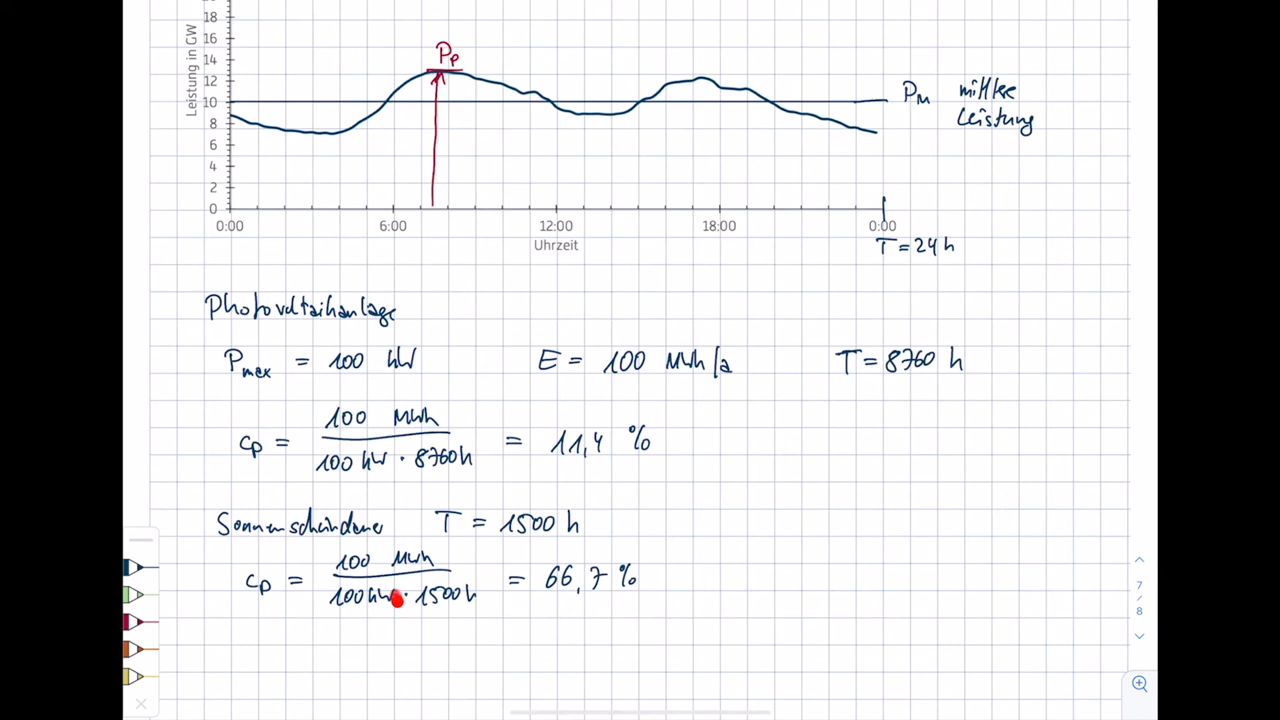 Leistung in GW
18
16
14
12
10
8
6
4
2
0
P_p
P_M mittlere
Leistung
0:00 6:00 12:00 18:00 0:00
Uhrzeit
T = 24 h
Photovoltaikanlage
P_max = 100 kW E = 100 MWh/a T = 8760 h
c_p = 100 MWh / 100 kW · 8760 h = 11,4 %
Sonnenscheindauer T = 1500 h
c_p = 100 MWh / 100 kW · 1500 h = 66,7 %
7
/
8